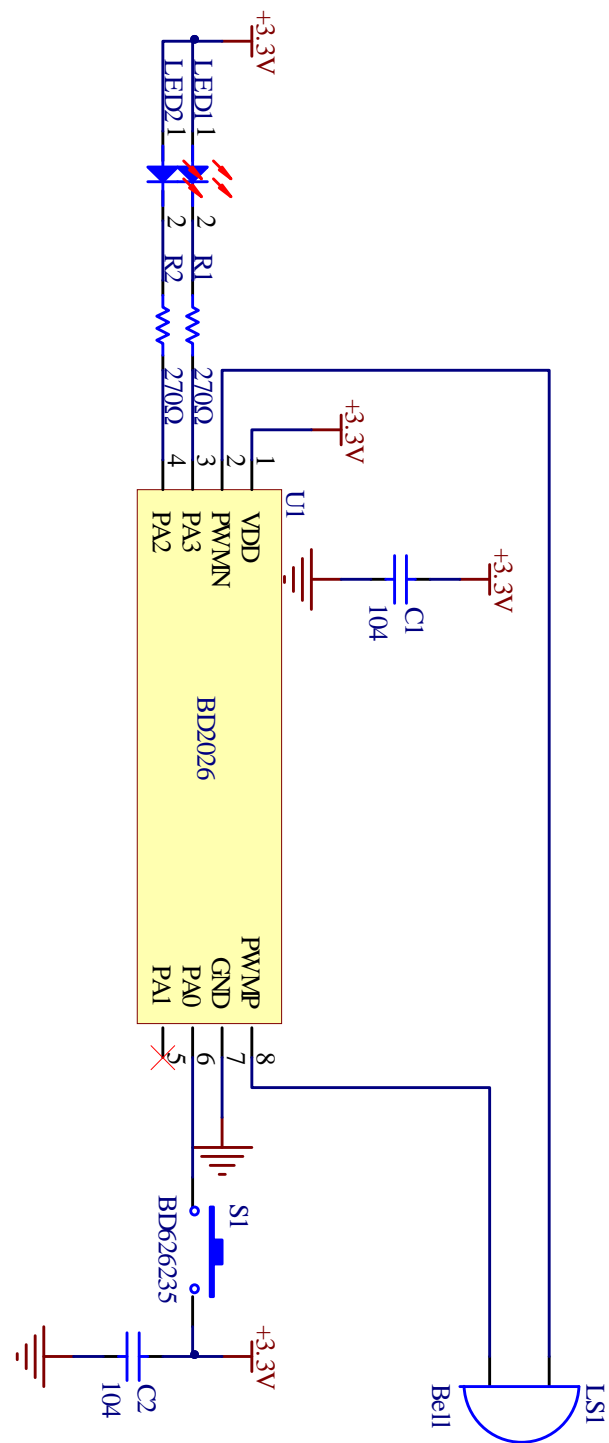 +3.3V
LED1
1
2
R1
270Ω
LED2
1
2
R2
270Ω
+3.3V
+3.3V
C1
104
U1
1
VDD
2
PWMN
3
PA3
4
PA2
BD2026
PWMP
8
GND
7
PA0
6
PA1
5
S1
BD626235
+3.3V
C2
104
LS1
Bell